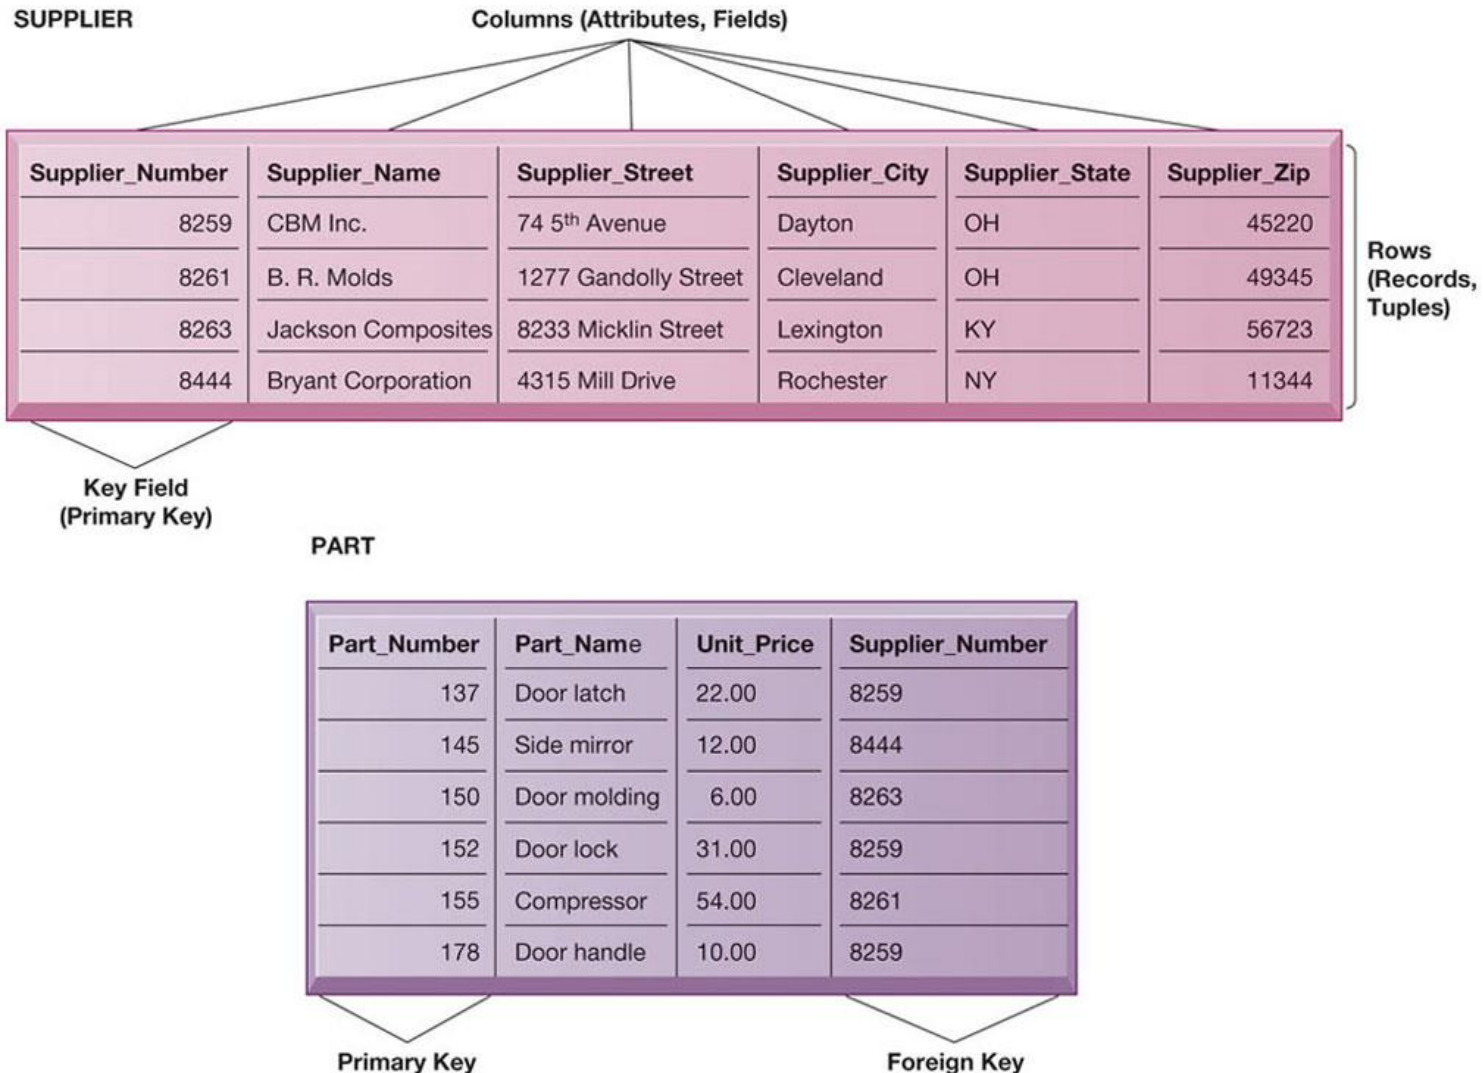 SUPPLIER
Columns (Attributes, Fields)
Supplier_Number Supplier_Name Supplier_Street Supplier_City Supplier_State Supplier_Zip
8259 CBM Inc. 74 5th Avenue Dayton OH 45220
8261 B. R. Molds 1277 Gandolly Street Cleveland OH 49345
8263 Jackson Composites 8233 Micklin Street Lexington KY 56723
8444 Bryant Corporation 4315 Mill Drive Rochester NY 11344
Rows
(Records,
Tuples)
Key Field
(Primary Key)
PART
Part_Number Part_Name Unit_Price Supplier_Number
137 Door latch 22.00 8259
145 Side mirror 12.00 8444
150 Door molding 6.00 8263
152 Door lock 31.00 8259
155 Compressor 54.00 8261
178 Door handle 10.00 8259
Primary Key
Foreign Key